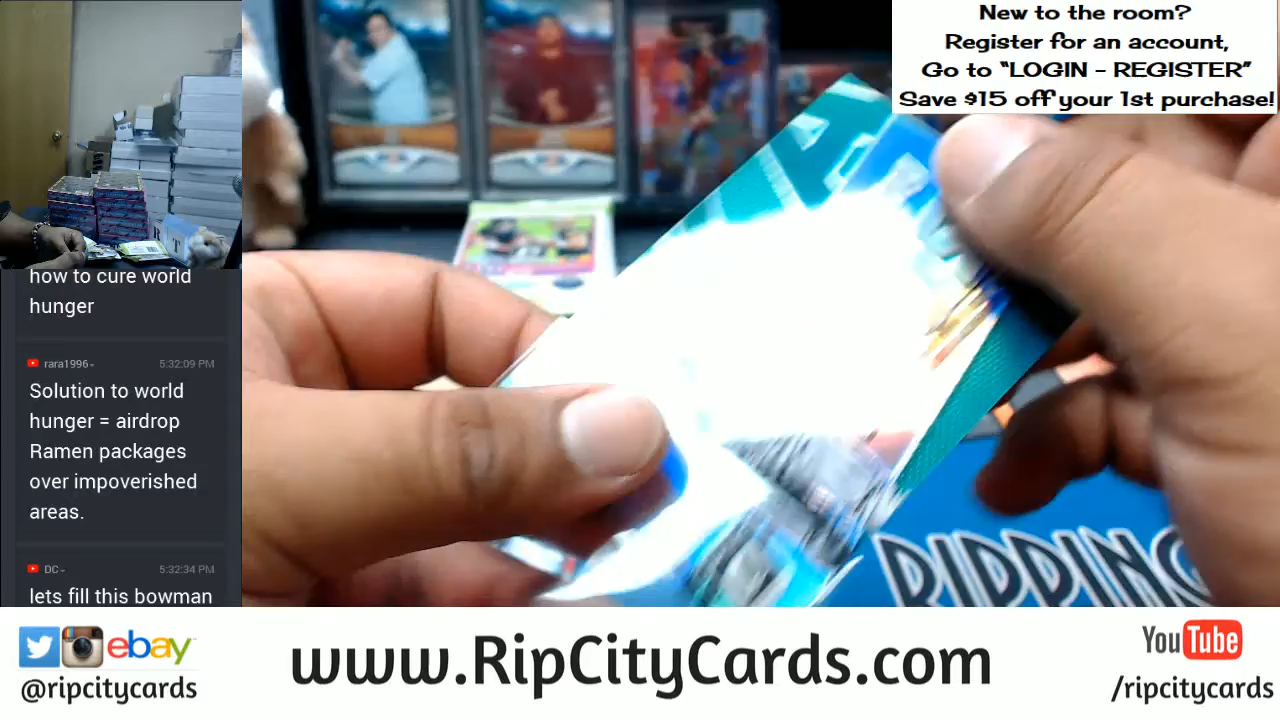 New to the room?
Register for an account,
Go to "LOGIN - REGISTER"
Save $15 off your 1st purchase!
how to cure world
hunger
rara1996
5:32:09 PM
Solution to world
hunger = airdrop
Ramen packages
over impoverished
areas.
DC
5:32:34 PM
lets fill this bowman
RIPPING
ebay
@ripcitycards
www.RipCityCards.com
YouTube
/ripcitycards